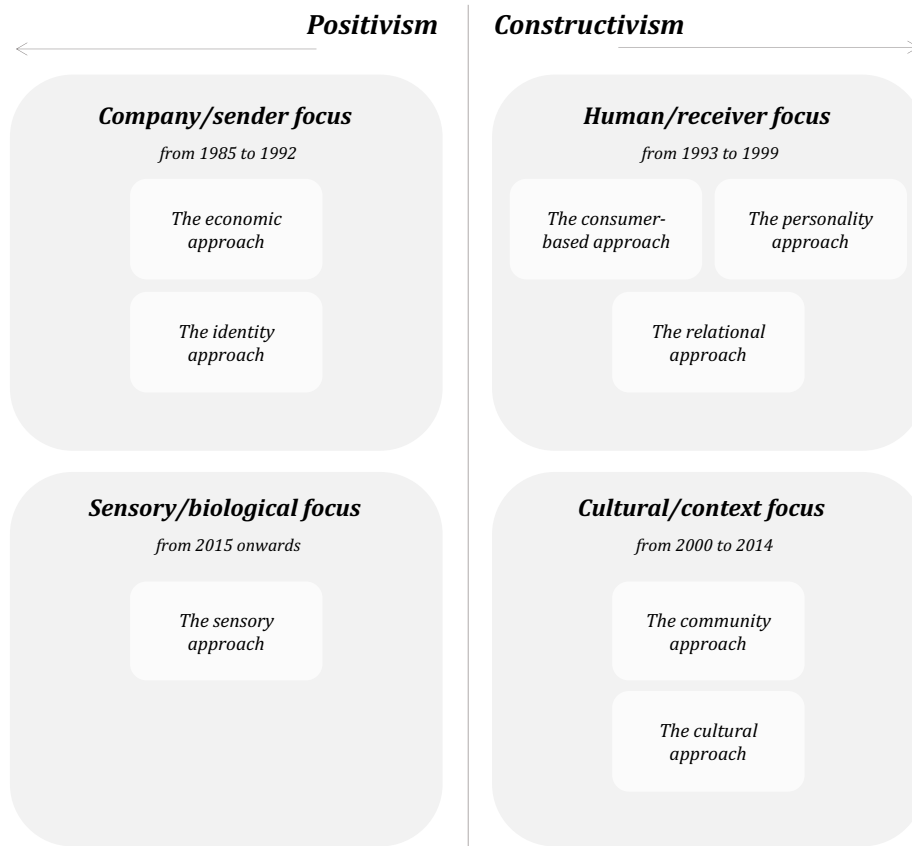 Positivism
Constructivism
Company/sender focus
from 1985 to 1992
The economic
approach
The identity
approach
Human/receiver focus
from 1993 to 1999
The consumer-
based approach
The personality
approach
The relational
approach
Sensory/biological focus
from 2015 onwards
The sensory
approach
Cultural/context focus
from 2000 to 2014
The community
approach
The cultural
approach